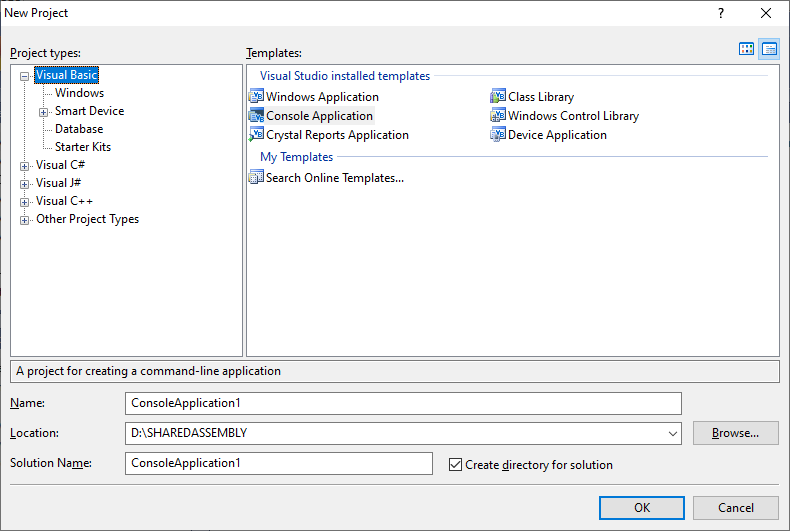 New Project
Project types:
Templates:
Visual Basic
Windows
Smart Device
Database
Starter Kits
Visual C#
Visual J#
Visual C++
Other Project Types
Visual Studio installed templates
Windows Application
Class Library
Console Application
Windows Control Library
Crystal Reports Application
Device Application
My Templates
Search Online Templates...
A project for creating a command-line application
Name: ConsoleApplication1
Location: D:\SHAREDASSEMBLY Browse...
Solution Name: ConsoleApplication1 Create directory for solution
OK Cancel